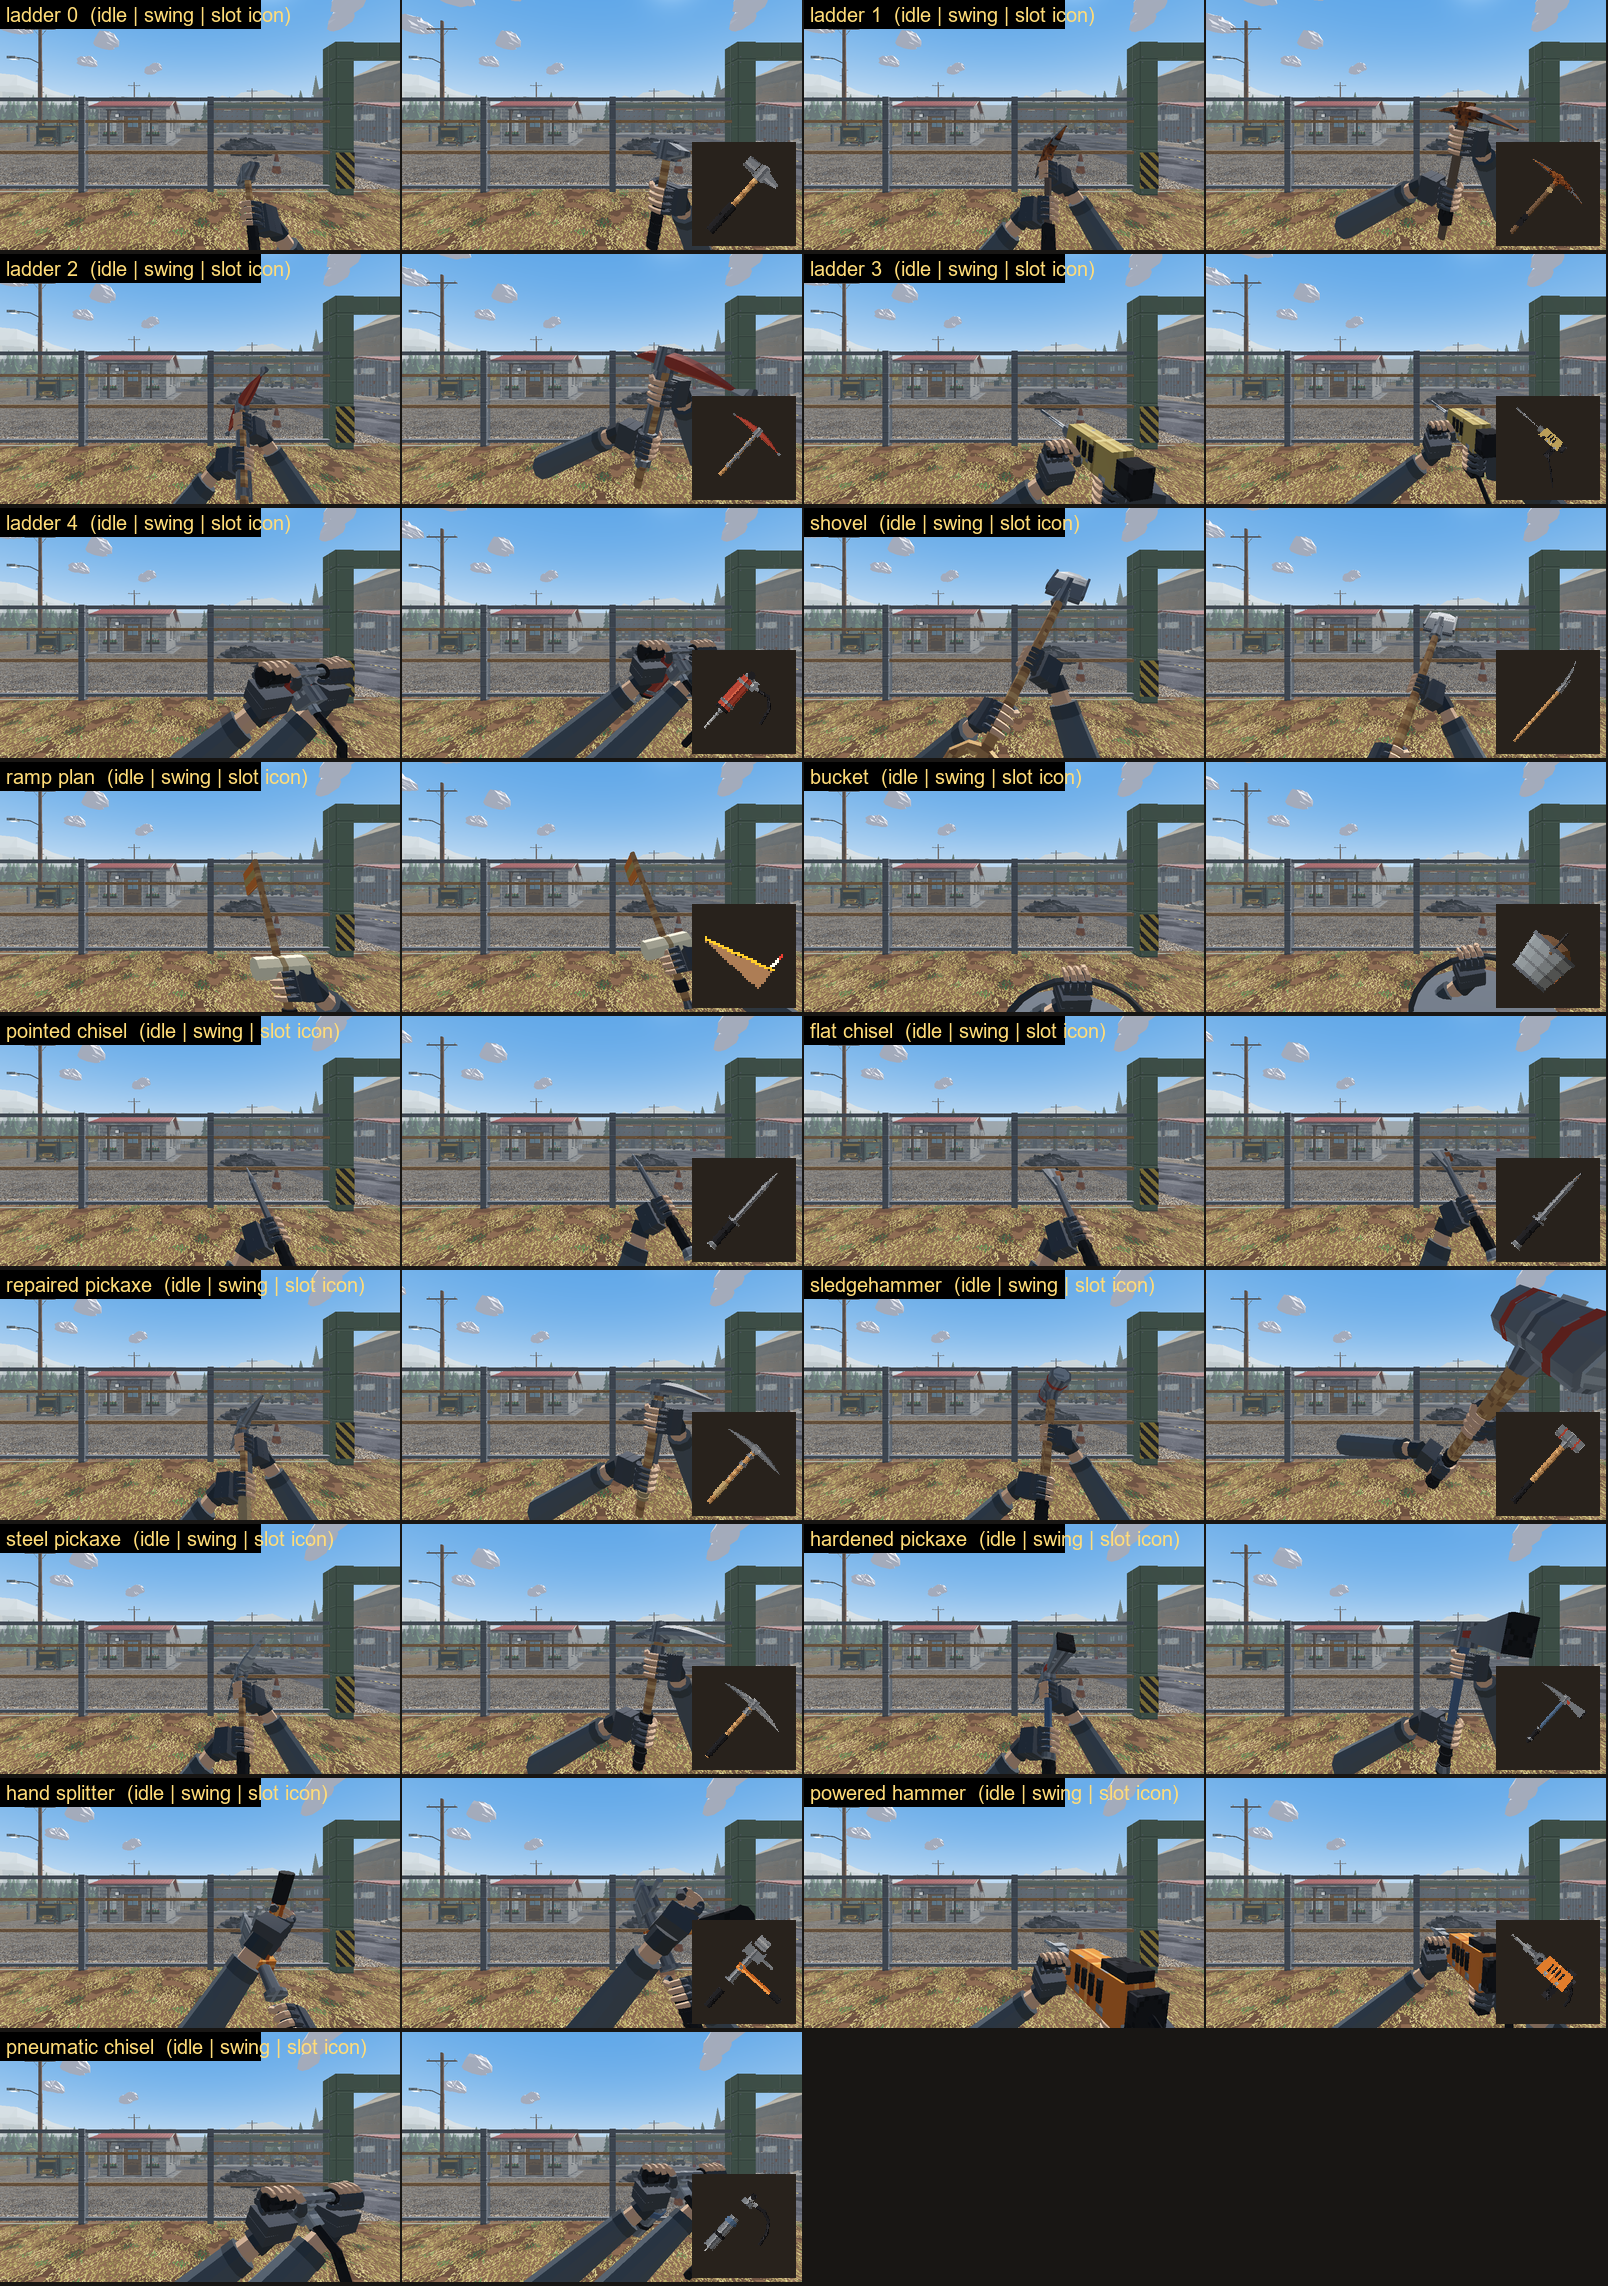 ladder 0 (idle | swing | slot icon)
ladder 1 (idle | swing | slot icon)
ladder 2 (idle | swing | slot icon)
ladder 3 (idle | swing | slot icon)
ladder 4 (idle | swing | slot icon)
shovel (idle | swing | slot icon)
ramp plan (idle | swing | slot icon)
bucket (idle | swing | slot icon)
pointed chisel (idle | swing | slot icon)
flat chisel (idle | swing | slot icon)
repaired pickaxe (idle | swing | slot icon)
sledgehammer (idle | swing | slot icon)
steel pickaxe (idle | swing | slot icon)
hardened pickaxe (idle | swing | slot icon)
hand splitter (idle | swing | slot icon)
powered hammer (idle | swing | slot icon)
pneumatic chisel (idle | swing | slot icon)